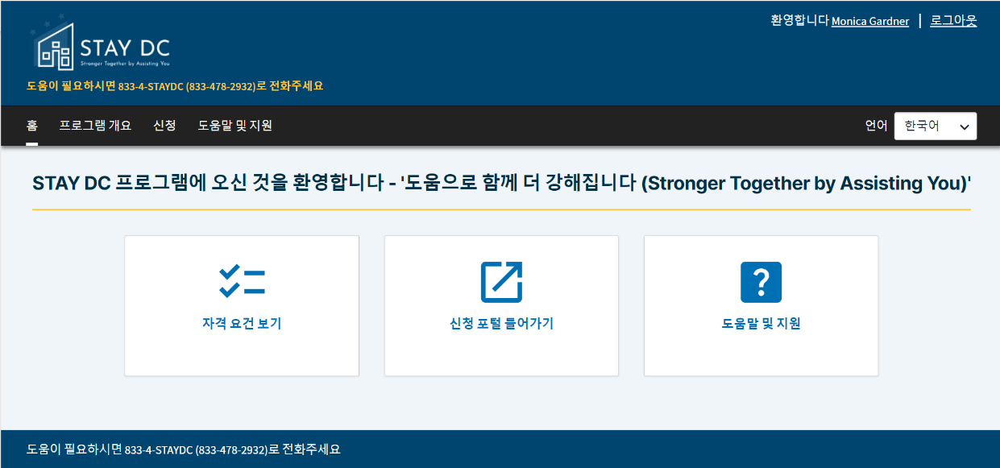 환영합니다 Monica Gardner | 로그아웃
STAY DC
Stronger Together by Assisting You
도움이 필요하시면 833-4-STAYDC (833-478-2932)로 전화주세요
홈 프로그램 개요 신청 도움말 및 지원 언어 한국어
STAY DC 프로그램에 오신 것을 환영합니다 - '도움으로 함께 더 강해집니다 (Stronger Together by Assisting You)'
자격 요건 보기
신청 포털 들어가기
도움말 및 지원
도움이 필요하시면 833-4-STAYDC (833-478-2932)로 전화주세요